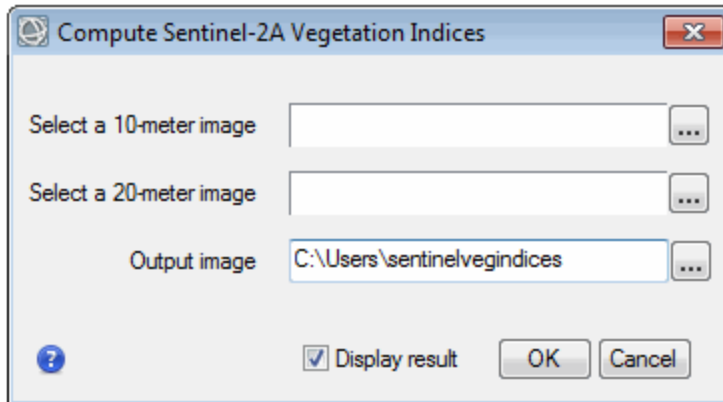 Compute Sentinel-2A Vegetation Indices
Select a 10-meter image
...
Select a 20-meter image
...
Output image C:\Users\sentinelvegindices ...
? Display result OK Cancel